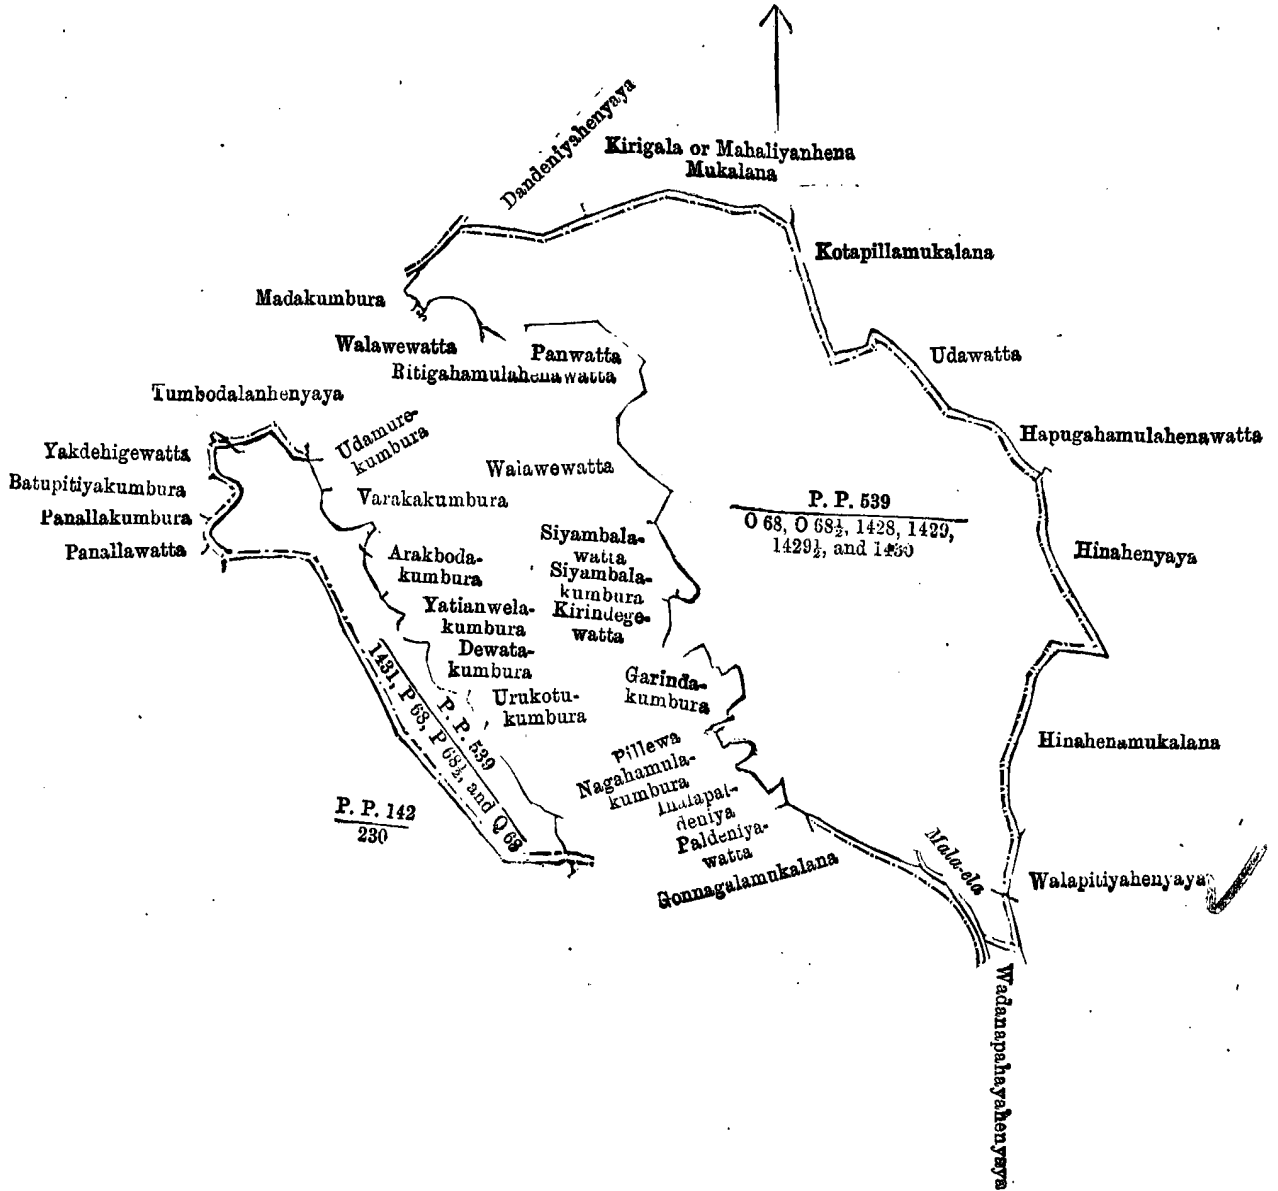 Dandeniyahenyaya
Kirigala or Mahaliyanhena
Mukalana
Kotapillamukalana
Madakumbura
Walawewatta
Panwatta
Ritigahamulahenawatta
Udawatta
Tumbodalanhenyaya
Udamure-
kumbura
Hapugahamulahenawatta
Yakdehigewatta
Walawewatta
Batupitiyakumbura
Varakakumbura
P. P. 539
O 68, O 68½, 1428, 1429,
1429½, and 1430
Panallakumbura
Panallawatta
Siyambala-
watta
Siyambala-
kumbura
Kirindege-
watta
Arakboda-
kumbura
Hinahenyaya
Yatianwela-
kumbura
Dewata-
kumbura
Urukotu-
kumbura
Garinda-
kumbura
P. P. 539
1431, P 68, P 68½, and Q 68
Pillewa
Nagahamula-
kumbura
Hinahenamukalana
P. P. 142
230
deniya
Paldeniya-
watta
Gonnagalamukalana
Mala-ela
Walapitiyahenyaya
Wadanapahayahenyaya